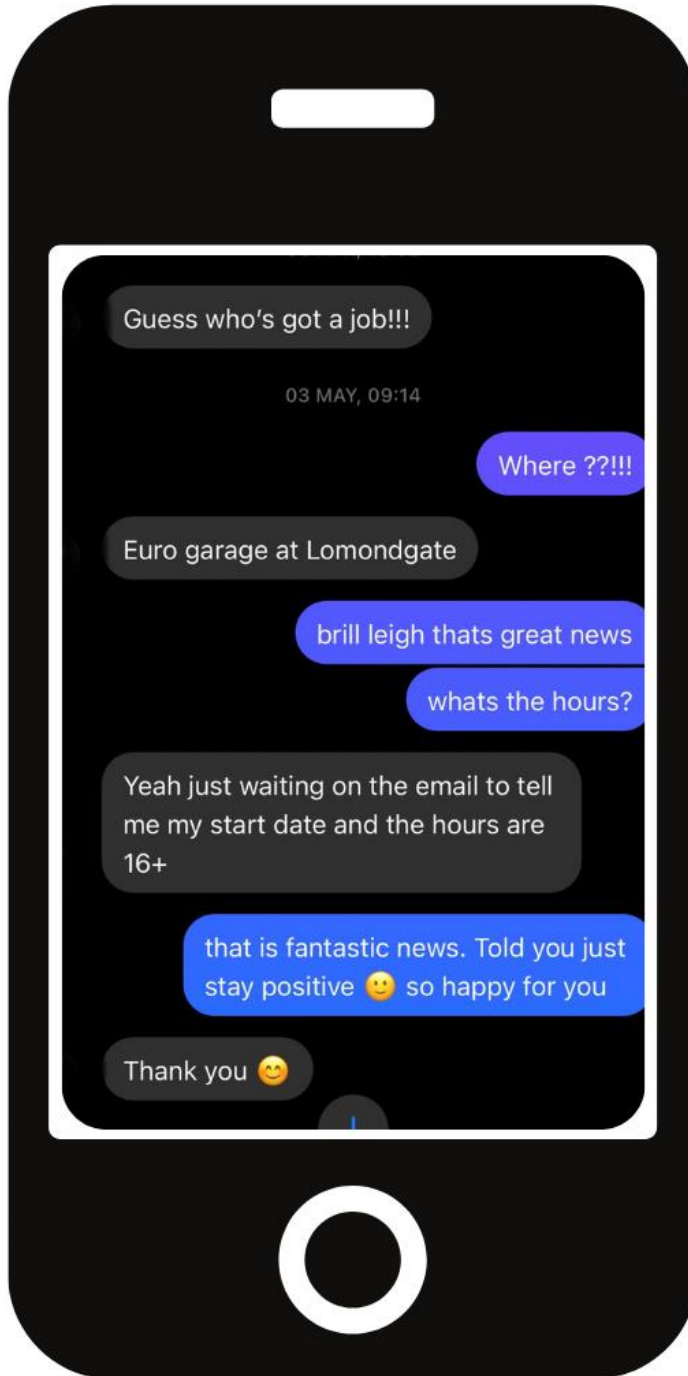 Guess who's got a job!!!
03 MAY, 09:14
Where ??!!!
Euro garage at Lomondgate
brill leigh thats great news
whats the hours?
Yeah just waiting on the email to tell
me my start date and the hours are
16+
that is fantastic news. Told you just
stay positive 🙂 so happy for you
Thank you 😊